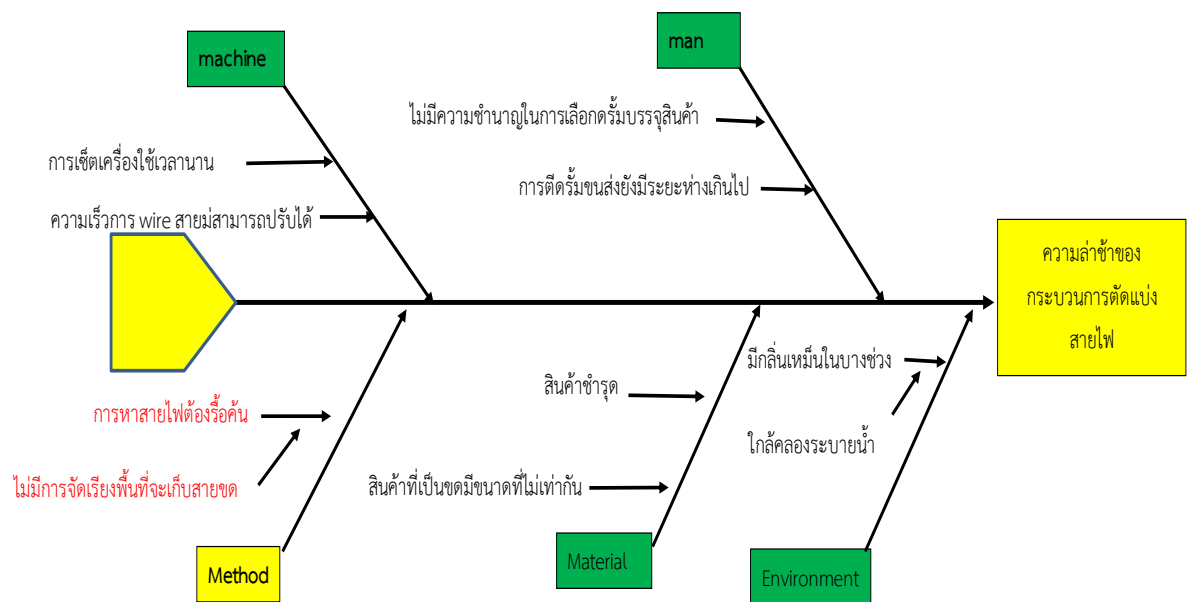 machine
man
ไม่มีความชำนาญในการเลือกดรั้มบรรจุสินค้า
การเซ็ตเครื่องใช้เวลานาน
การตีดรั้มขนส่งยังมีระยะห่างเกินไป
ความเร็วการ wire สายม่สามารถปรับได้
ความล่าช้าของ
กระบวนการตัดแบ่ง
สายไฟ
มีกลิ่นเหม็นในบางช่วง
สินค้าชำรุด
การหาสายไฟต้องรื้อค้น
ใกล้คลองระบายน้ำ
ไม่มีการจัดเรียงพื้นที่จะเก็บสายขด
สินค้าที่เป็นขดมีขนาดที่ไม่เท่ากัน
Method
Material
Environment